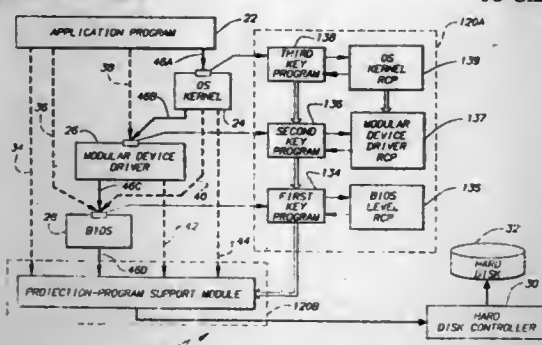 APPLICATION PROGRAM
22
120A
46A
138
THIRD
KEY
PROGRAM
OS
KERNEL
RCP
139
38
36
OS
KERNEL
46B
24
136
137
34
26
SECOND
KEY
PROGRAM
MODULAR
DEVICE
DRIVER
RCP
MODULAR DEVICE
DRIVER
46C
40
134
135
FIRST
KEY
PROGRAM
BIOS
LEVEL
RCP
28
BIOS
42
44
32
46D
HARD
DISK
30
PROTECTION-PROGRAM SUPPORT MODULE
120B
HARD
DISK CONTROLLER